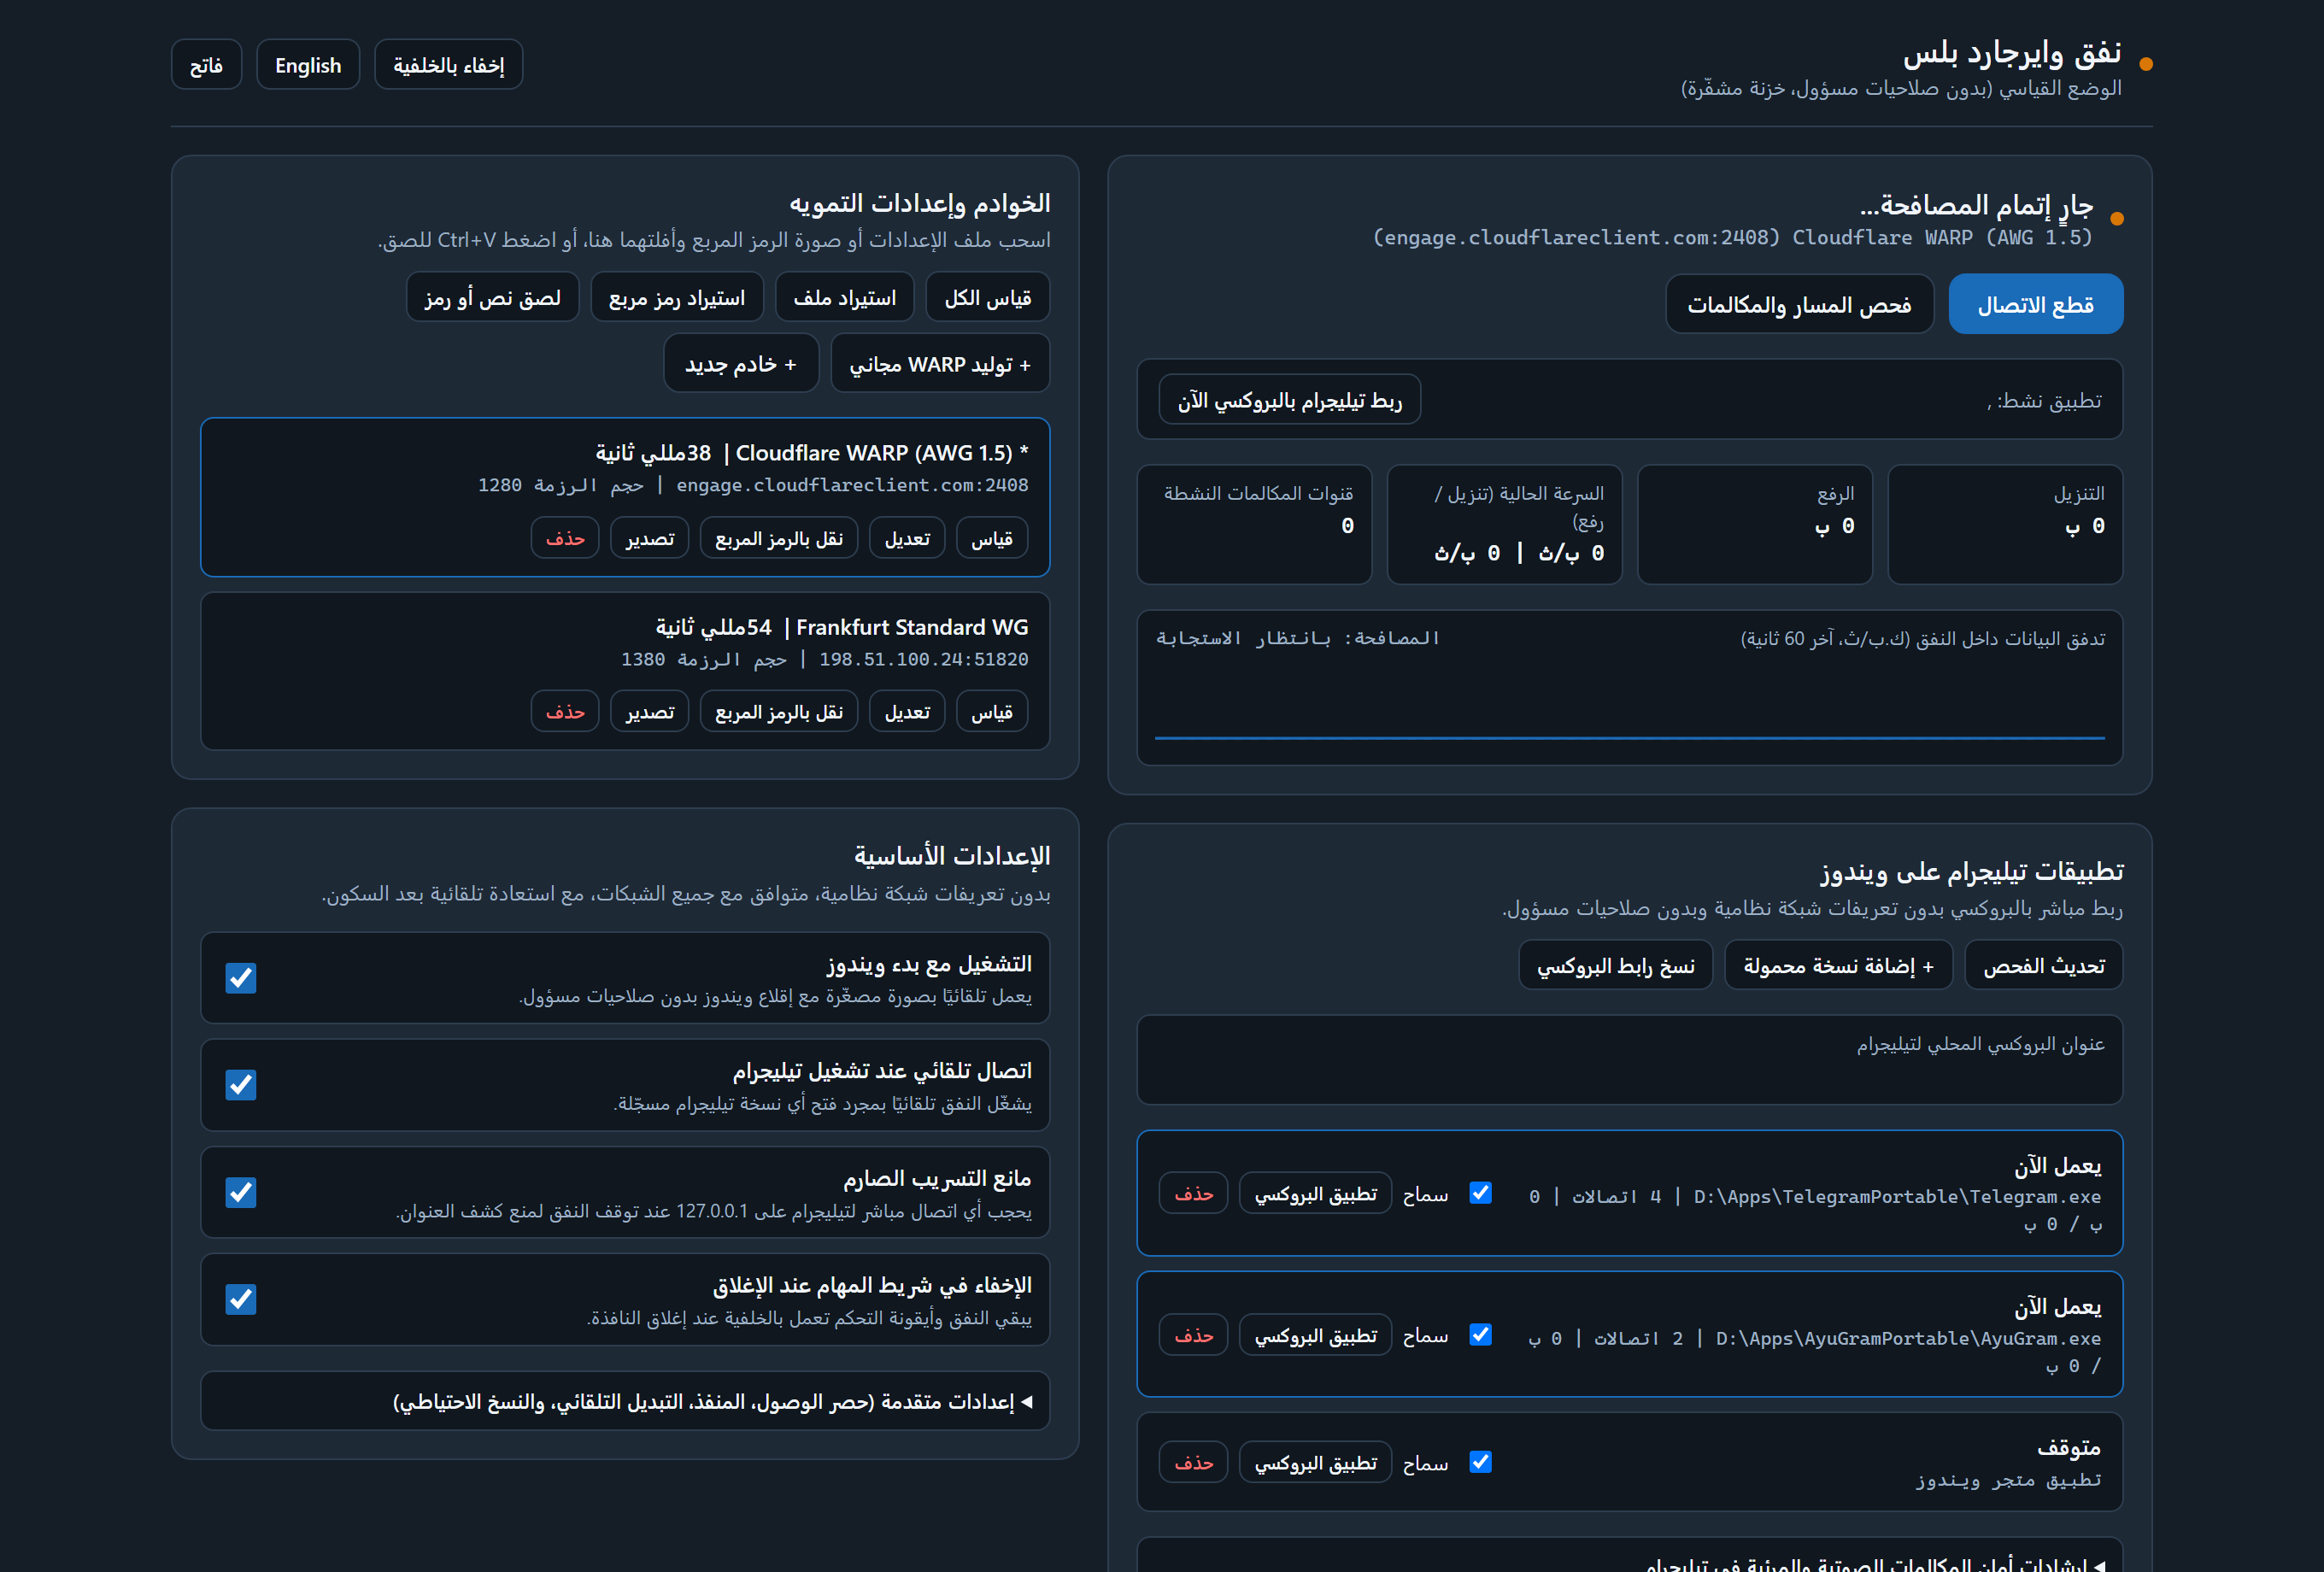 نفق وايرجارد بلس
الوضع القياسي (بدون صلاحيات مسؤول، خزنة مشفّرة)
إخفاء بالخلفية
English
فاتح
جارٍ إتمام المصافحة...
(engage.cloudflareclient.com:2408) Cloudflare WARP (AWG 1.5)
قطع الاتصال
فحص المسار والمكالمات
تطبيق نشط: ,
ربط تيليجرام بالبروكسي الآن
التنزيل
0 ب
الرفع
0 ب
السرعة الحالية (تنزيل /
رفع)
0 ب/ث | 0 ب/ث
قنوات المكالمات النشطة
0
تدفق البيانات داخل النفق (ك.ب/ث، آخر 60 ثانية)
المصافحة: بانتظار الاستجابة
الخوادم وإعدادات التمويه
اسحب ملف الإعدادات أو صورة الرمز المربع وأفلتهما هنا، أو اضغط Ctrl+V للصق.
قياس الكل
استيراد ملف
استيراد رمز مربع
لصق نص أو رمز
+ توليد WARP مجاني
+ خادم جديد
* Cloudflare WARP (AWG 1.5) | 38مللي ثانية
engage.cloudflareclient.com:2408 | حجم الرزمة 1280
قياس
تعديل
نقل بالرمز المربع
تصدير
حذف
Frankfurt Standard WG | 54مللي ثانية
198.51.100.24:51820 | حجم الرزمة 1380
قياس
تعديل
نقل بالرمز المربع
تصدير
حذف
تطبيقات تيليجرام على ويندوز
ربط مباشر بالبروكسي بدون تعريفات شبكة نظامية وبدون صلاحيات مسؤول.
تحديث الفحص
+ إضافة نسخة محمولة
نسخ رابط البروكسي
عنوان البروكسي المحلي لتيليجرام
يعمل الآن
D:\Apps\TelegramPortable\Telegram.exe | 4 اتصالات | 0
ب / 0 ب
سماح
تطبيق البروكسي
حذف
يعمل الآن
D:\Apps\AyuGramPortable\AyuGram.exe | 2 اتصالات | 0 ب
/ 0 ب
سماح
تطبيق البروكسي
حذف
متوقف
تطبيق متجر ويندوز
سماح
تطبيق البروكسي
حذف
إرشادات أمان المكالمات الصوتية والمرئية في تيليجرام
الإعدادات الأساسية
بدون تعريفات شبكة نظامية، متوافق مع جميع الشبكات، مع استعادة تلقائية بعد السكون.
التشغيل مع بدء ويندوز
يعمل تلقائيًا بصورة مصغّرة مع إقلاع ويندوز بدون صلاحيات مسؤول.
اتصال تلقائي عند تشغيل تيليجرام
يشغّل النفق تلقائيًا بمجرد فتح أي نسخة تيليجرام مسجّلة.
مانع التسريب الصارم
يحجب أي اتصال مباشر لتيليجرام على 127.0.0.1 عند توقف النفق لمنع كشف العنوان.
الإخفاء في شريط المهام عند الإغلاق
يبقي النفق وأيقونة التحكم تعمل بالخلفية عند إغلاق النافذة.
إعدادات متقدمة (حصر الوصول، المنفذ، التبديل التلقائي، والنسخ الاحتياطي)